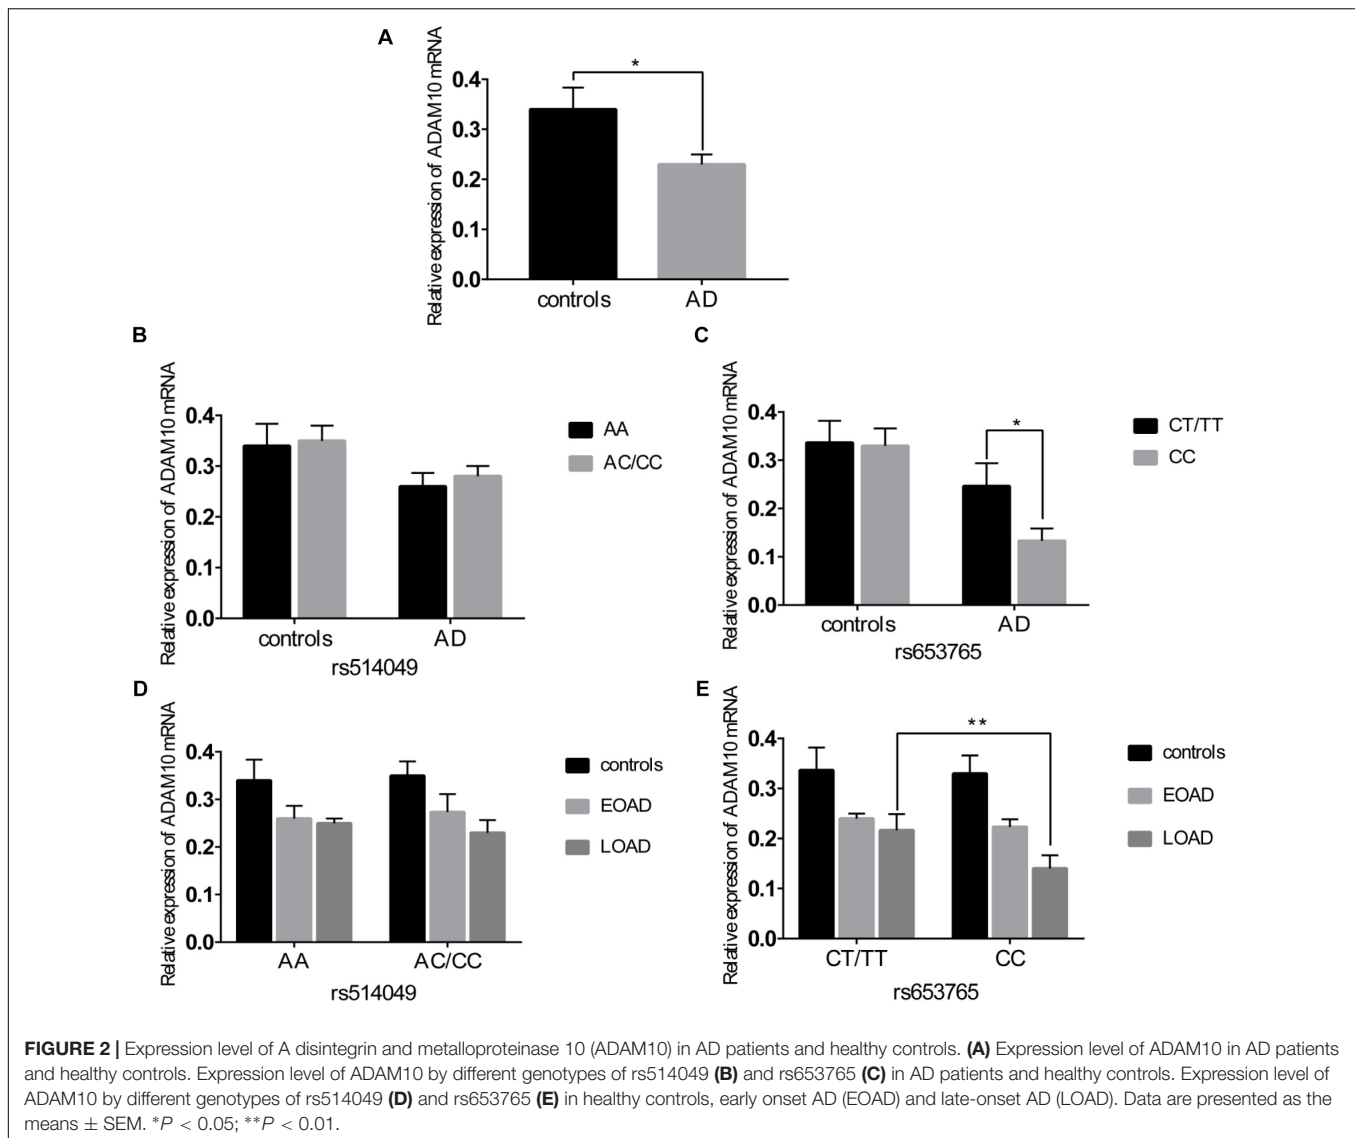 A
Relative expression of ADAM10 mRNA
0.4
0.3
0.2
0.1
0.0
*
controls
AD
B
Relative expression of ADAM10 mRNA
0.4
0.3
0.2
0.1
0.0
controls
AD
rs514049
AA
AC/CC
C
Relative expression of ADAM10 mRNA
0.4
0.3
0.2
0.1
0.0
*
controls
AD
rs653765
CT/TT
CC
D
Relative expression of ADAM10 mRNA
0.4
0.3
0.2
0.1
0.0
AA
AC/CC
rs514049
controls
EOAD
LOAD
E
Relative expression of ADAM10 mRNA
0.4
0.3
0.2
0.1
0.0
**
CT/TT
CC
rs653765
controls
EOAD
LOAD
FIGURE 2 | Expression level of A disintegrin and metalloproteinase 10 (ADAM10) in AD patients and healthy controls. (A) Expression level of ADAM10 in AD patients
and healthy controls. Expression level of ADAM10 by different genotypes of rs514049 (B) and rs653765 (C) in AD patients and healthy controls. Expression level of
ADAM10 by different genotypes of rs514049 (D) and rs653765 (E) in healthy controls, early onset AD (EOAD) and late-onset AD (LOAD). Data are presented as the
means ± SEM. *P < 0.05; **P < 0.01.